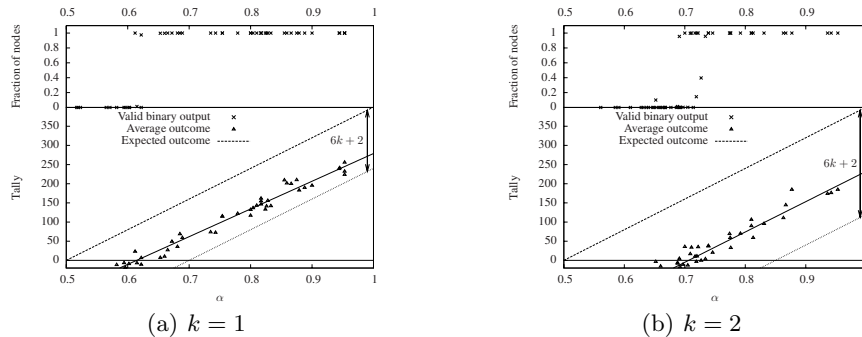 0.5 0.6 0.7 0.8 0.9 1
1
0.8
0.6
0.4
0.2
0
Fraction of nodes
Valid binary output
Average outcome
Expected outcome
350
300
250
200
150
100
50
0
Tally
6k + 2
0.5 0.6 0.7 0.8 0.9 1
α
(a) k = 1
0.5 0.6 0.7 0.8 0.9
1
0.8
0.6
0.4
0.2
0
Fraction of nodes
Valid binary output
Average outcome
Expected outcome
350
300
250
200
150
100
50
0
Tally
6k + 2
0.5 0.6 0.7 0.8 0.9
α
(b) k = 2